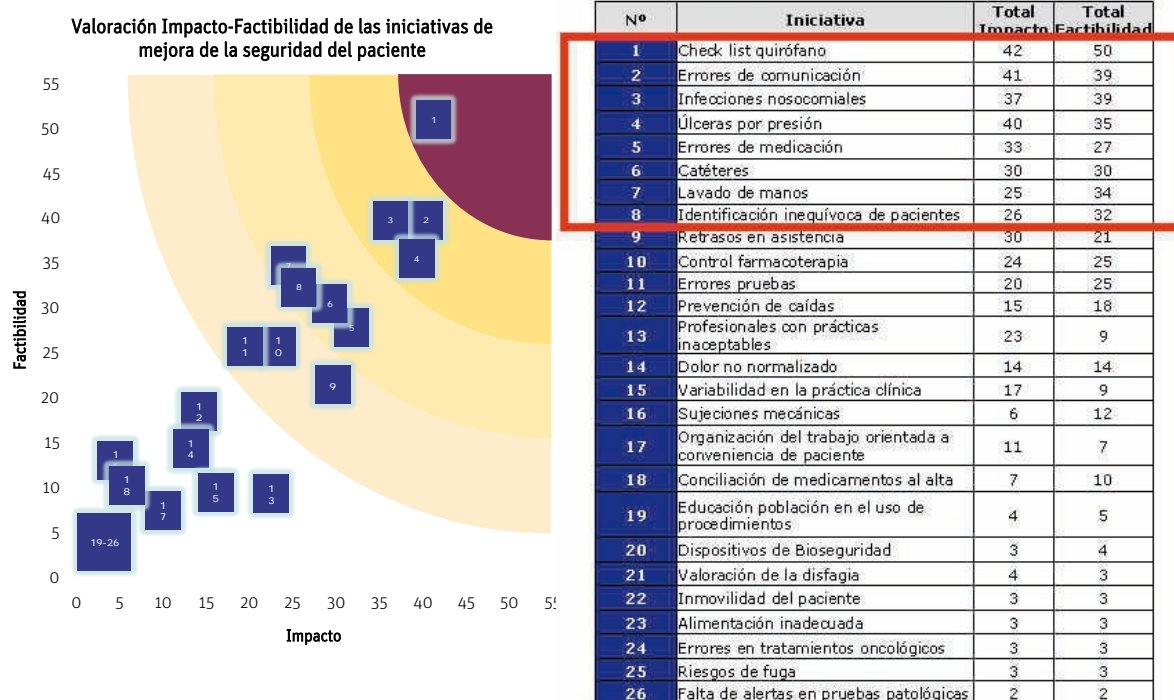 Valoración Impacto-Factibilidad de las iniciativas de
mejora de la seguridad del paciente
55
50
45
40
35
30
25
20
15
10
5
0
Factibilidad
0 5 10 15 20 25 30 35 40 45 50 55
Impacto
1
3 2
4
7
8
6
5
1
1
1
0
9
1
2
1
4
1
1
8
1
5
1
3
1
7
19-26
Nº Iniciativa Total Impacto Total Factibilidad
1 Check list quirófano 42 50
2 Errores de comunicación 41 39
3 Infecciones nosocomiales 37 39
4 Úlceras por presión 40 35
5 Errores de medicación 33 27
6 Catéteres 30 30
7 Lavado de manos 25 34
8 Identificación inequívoca de pacientes 26 32
9 Retrasos en asistencia 30 21
10 Control farmacoterapia 24 25
11 Errores pruebas 20 25
12 Prevención de caídas 15 18
13 Profesionales con prácticas
inaceptables 23 9
14 Dolor no normalizado 14 14
15 Variabilidad en la práctica clínica 17 9
16 Sujeciones mecánicas 6 12
17 Organización del trabajo orientada a
conveniencia de paciente 11 7
18 Conciliación de medicamentos al alta 7 10
19 Educación población en el uso de
procedimientos 4 5
20 Dispositivos de Bioseguridad 3 4
21 Valoración de la disfagia 4 3
22 Inmovilidad del paciente 3 3
23 Alimentación inadecuada 3 3
24 Errores en tratamientos oncológicos 3 3
25 Riesgos de fuga 3 3
26 Falta de alertas en pruebas patológicas 2 2